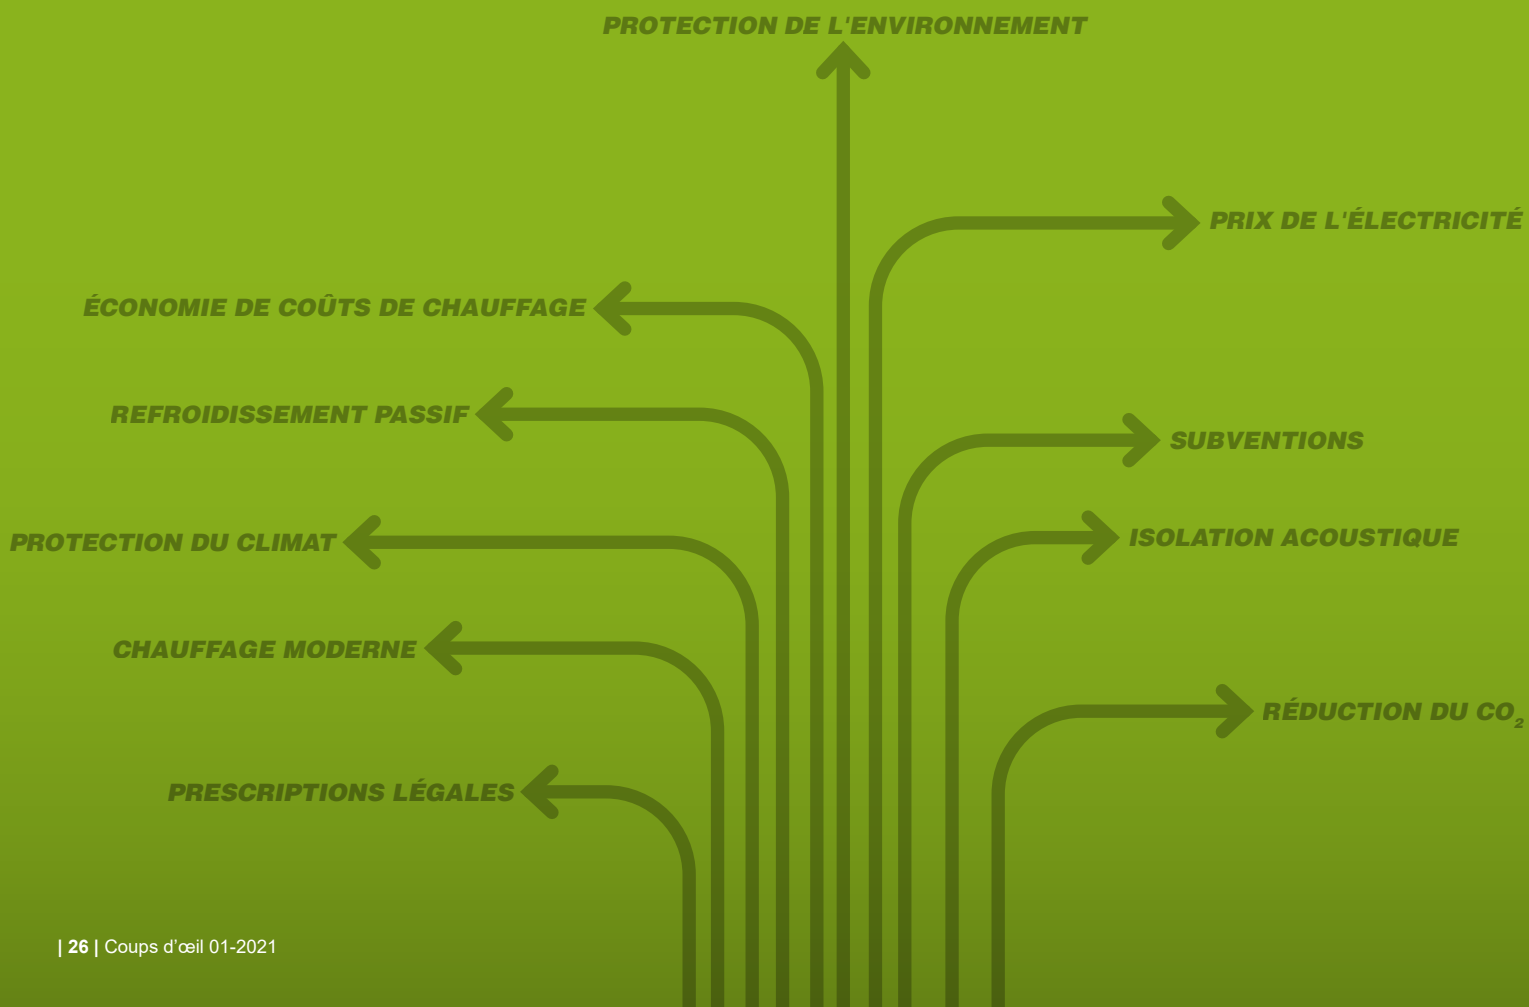 PROTECTION DE L'ENVIRONNEMENT
PRIX DE L'ÉLECTRICITÉ
ÉCONOMIE DE COÛTS DE CHAUFFAGE
REFROIDISSEMENT PASSIF
SUBVENTIONS
PROTECTION DU CLIMAT
ISOLATION ACOUSTIQUE
CHAUFFAGE MODERNE
RÉDUCTION DU CO₂
PRESCRIPTIONS LÉGALES
| 26 | Coups d’œil 01-2021